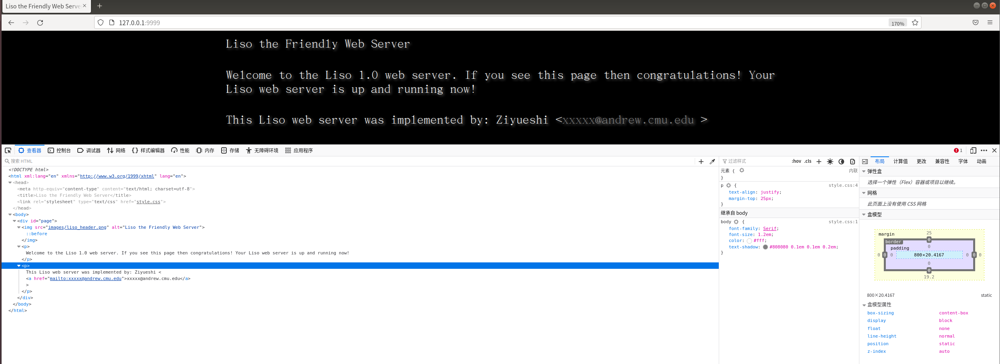 Liso the Friendly Web Serve
127.0.0.1:9999
170%
Liso the Friendly Web Server
Welcome to the Liso 1.0 web server. If you see this page then congratulations! Your
Liso web server is up and running now!
This Liso web server was implemented by: Ziyueshi <xxxxx@andrew.cmu.edu >
查看器 控制台 调试器 网络 样式编辑器 性能 内存 存储 无障碍环境 应用程序 1
搜索 HTML
<!DOCTYPE html>
<html xml:lang="en" xmlns="http://www.w3.org/1999/xhtml" lang="en">
<head>
<meta http-equiv="content-type" content="text/html; charset=utf-8">
<title>Liso the Friendly Web Server</title>
<link rel="stylesheet" type="text/css" href="style.css">
</head>
<body>
<div id="page">
<img src="images/liso_header.png" alt="Liso the Friendly Web Server">
::before
</img>
<p>
Welcome to the Liso 1.0 web server. If you see this page then congratulations! Your Liso web server is up and running now!
</p>
<p>
This Liso web server was implemented by: Ziyueshi <
<a href="mailto:xxxxx@andrew.cmu.edu">xxxxx@andrew.cmu.edu</a>
>
</p>
</div>
</body>
</html>
过滤样式 :hov .cls
元素 { 内联
}
p { style.css:4
text-align: justify;
margin-top: 25px;
}
继承自 body
body { style.css:1
font-family: Serif;
font-size: 1.2em;
color: #fff;
text-shadow: #808080 0.1em 0.1em 0.2em;
}
布局 计算值 更改 兼容性 字体 动画
弹性盒
选择一个弹性（Flex）容器或项目以继续。
网格
此页面上没有使用 CSS 网格
盒模型
margin 25
border 0
padding 0
0 0 0 800×20.4167 0 0 0
0
0
19.2
800×20.4167 static
盒模型属性
box-sizing content-box
display block
float none
line-height normal
position static
z-index auto